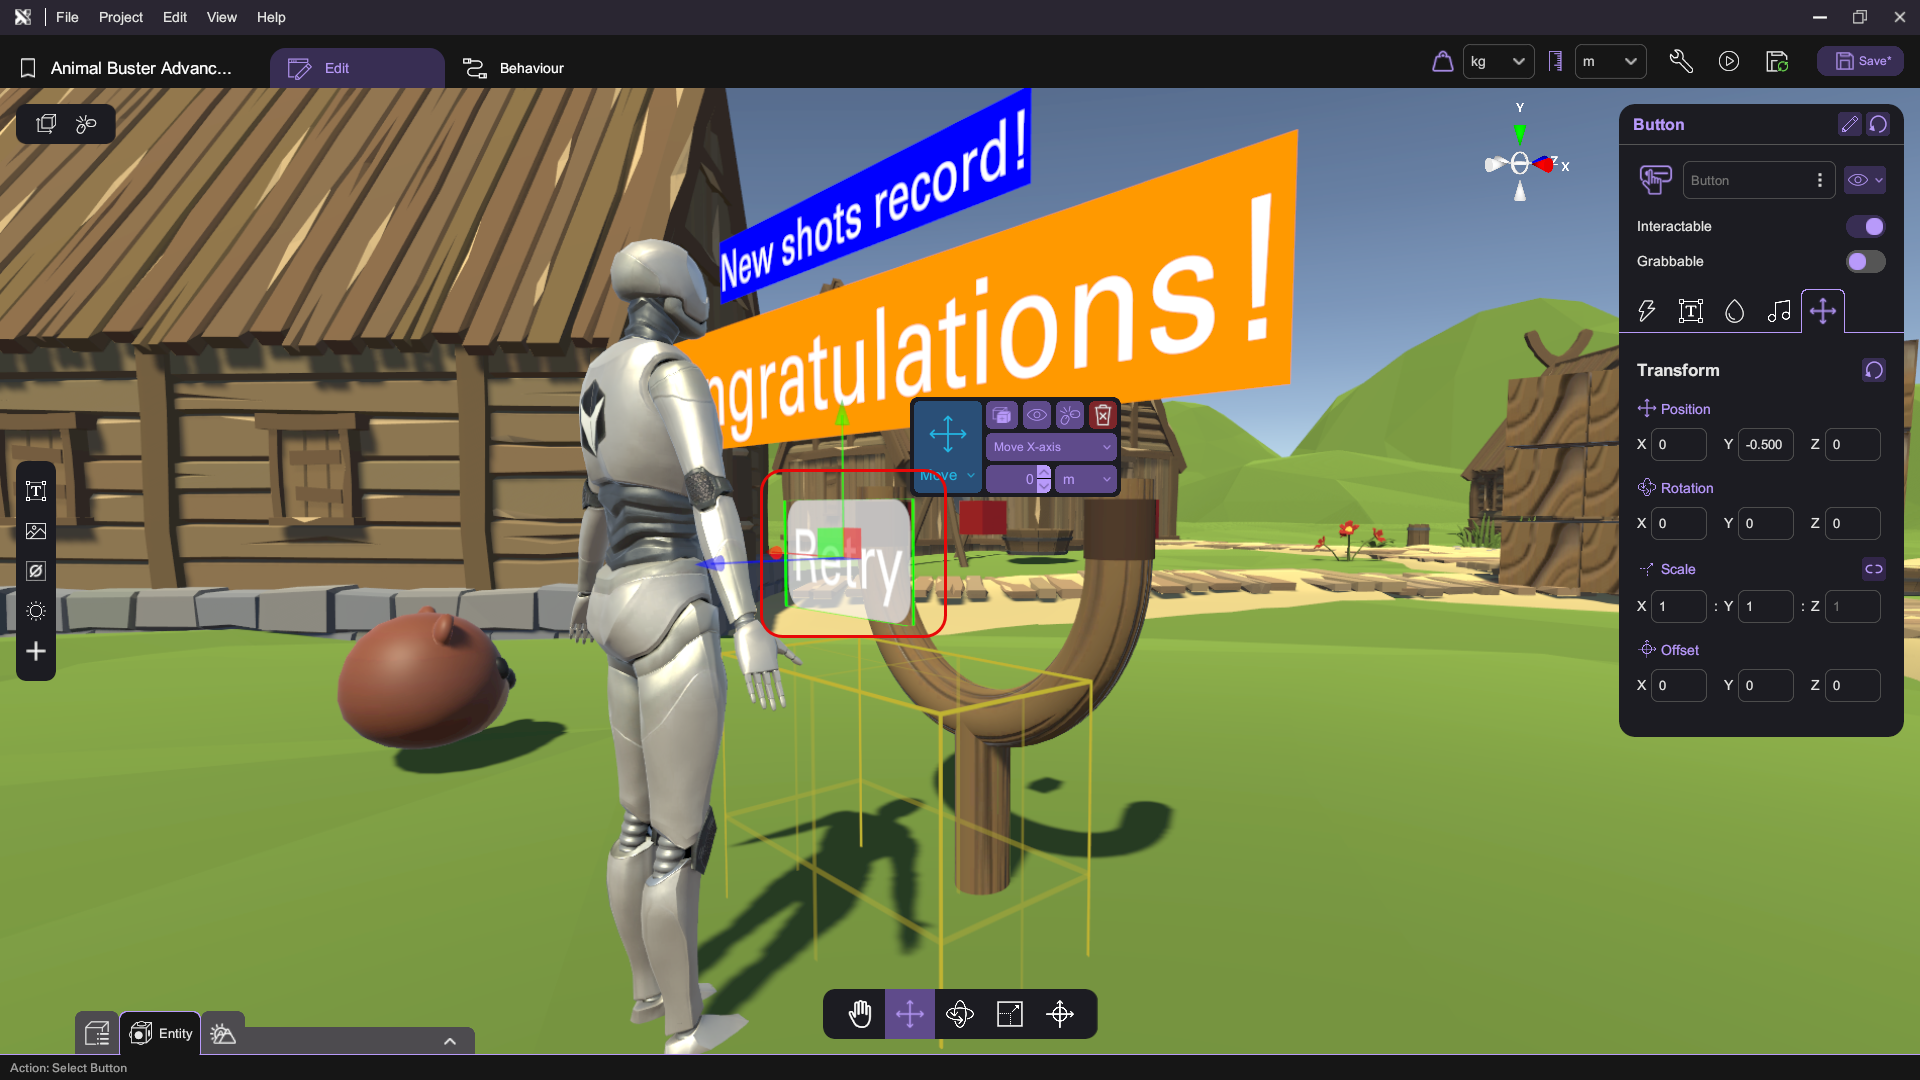 File Project Edit View Help
Animal Buster Advanc... Edit Behaviour kg m Save*
New shots record!
ngratulations!
Y
Z X
Button
Button
Interactable
Grabbable
Transform
Position
X 0 Y -0.500 Z 0
Rotation
X 0 Y 0 Z 0
Scale
X 1 : Y 1 : Z 1
Offset
X 0 Y 0 Z 0
Move X-axis
Move 0 m
Retry
Entity
Action: Select Button